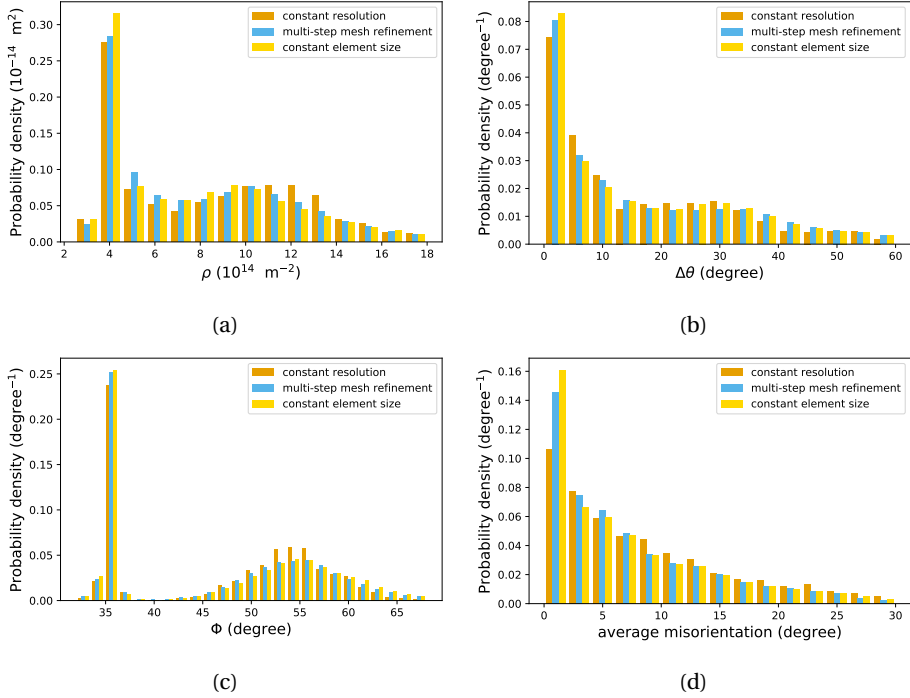 0.30
0.25
0.20
0.15
0.10
0.05
0.00
Probability density (10⁻¹⁴ m²)
constant resolution
multi-step mesh refinement
constant element size
2 4 6 8 10 12 14 16 18
ρ (10¹⁴ m⁻²)
(a)
0.08
0.07
0.06
0.05
0.04
0.03
0.02
0.01
0.00
Probability density (degree⁻¹)
constant resolution
multi-step mesh refinement
constant element size
0 10 20 30 40 50 60
Δθ (degree)
(b)
0.25
0.20
0.15
0.10
0.05
0.00
Probability density (degree⁻¹)
constant resolution
multi-step mesh refinement
constant element size
35 40 45 50 55 60 65
Φ (degree)
(c)
0.16
0.14
0.12
0.10
0.08
0.06
0.04
0.02
0.00
Probability density (degree⁻¹)
constant resolution
multi-step mesh refinement
constant element size
0 5 10 15 20 25 30
average misorientation (degree)
(d)